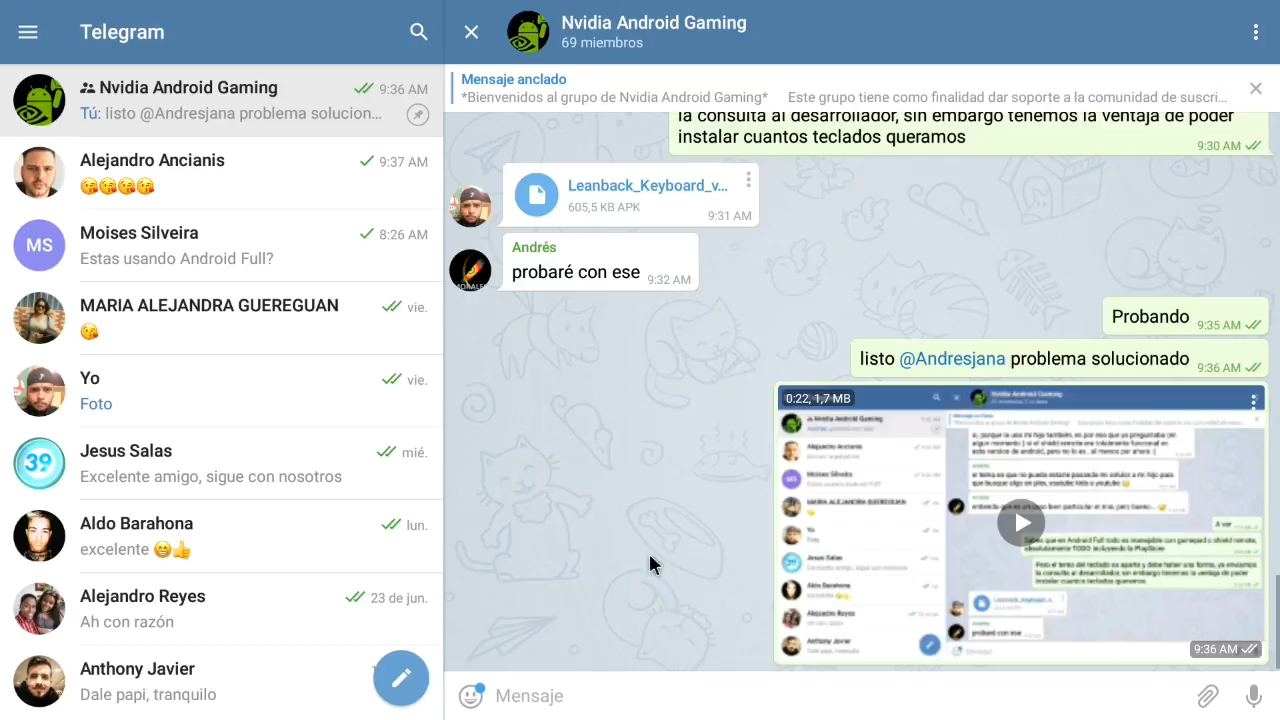 Telegram
Nvidia Android Gaming
9:36 AM
Tú: listo @Andresjana problema solucion...
Alejandro Ancianis
9:37 AM
Moises Silveira
8:26 AM
MS
Estas usando Android Full?
MARIA ALEJANDRA GUEREGUAN
vie.
Yo
vie.
Foto
Jesus Salas
mié.
39
Excelente amigo, sigue con nosotros
Aldo Barahona
lun.
excelente
Alejandro Reyes
23 de jun.
Ah con razón
Anthony Javier
Dale papi, tranquilo
Nvidia Android Gaming
69 miembros
Mensaje anclado
*Bienvenidos al grupo de Nvidia Android Gaming* Este grupo tiene como finalidad dar soporte a la comunidad de suscri...
la consulta al desarrollador, sin embargo tenemos la ventaja de poder
instalar cuantos teclados queramos
9:30 AM
Leanback_Keyboard_v...
605,5 KB APK
9:31 AM
Andrés
probaré con ese
9:32 AM
Probando
9:35 AM
listo @Andresjana problema solucionado
9:36 AM
0:22, 1,7 MB
9:36 AM
Mensaje